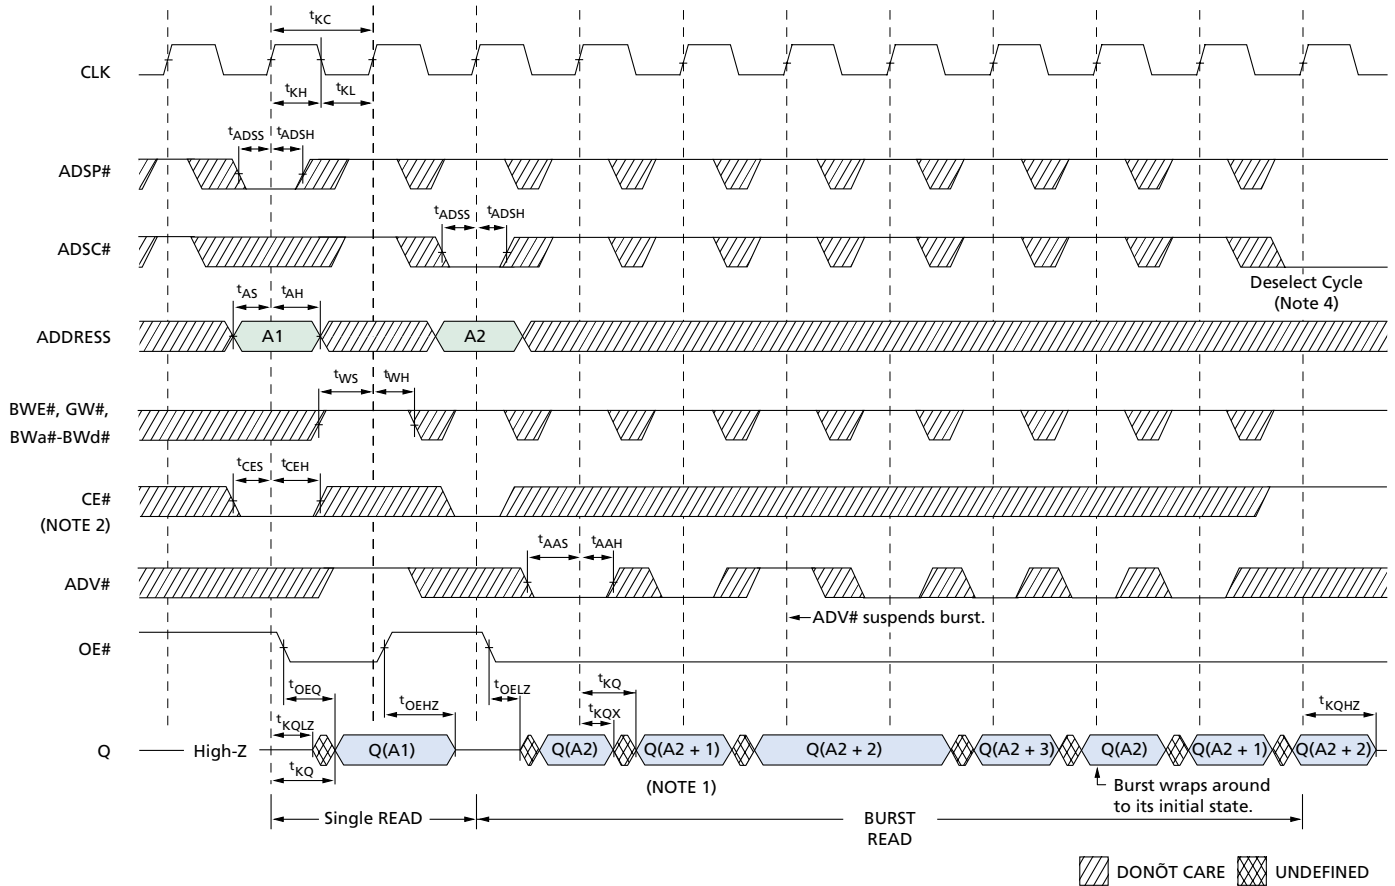 tKC
CLK
tKH
tKL
tADSS
tADSH
ADSP#
tADSS
tADSH
ADSC#
Deselect Cycle
(Note 4)
tAS
tAH
ADDRESS
A1
A2
tWS
tWH
BWE#, GW#,
BWa#-BWd#
tCES
tCEH
CE#
(NOTE 2)
tAAS
tAAH
ADV#
ADV# suspends burst.
OE#
tOEQ
tOEHZ
tOELZ
tKQ
tKQX
tKQHZ
tKQLZ
Q
High-Z
Q(A1)
Q(A2)
Q(A2 + 1)
Q(A2 + 2)
Q(A2 + 3)
Q(A2)
Q(A2 + 1)
Q(A2 + 2)
tKQ
(NOTE 1)
Burst wraps around
to its initial state.
Single READ
BURST
READ
DONÕT CARE
UNDEFINED